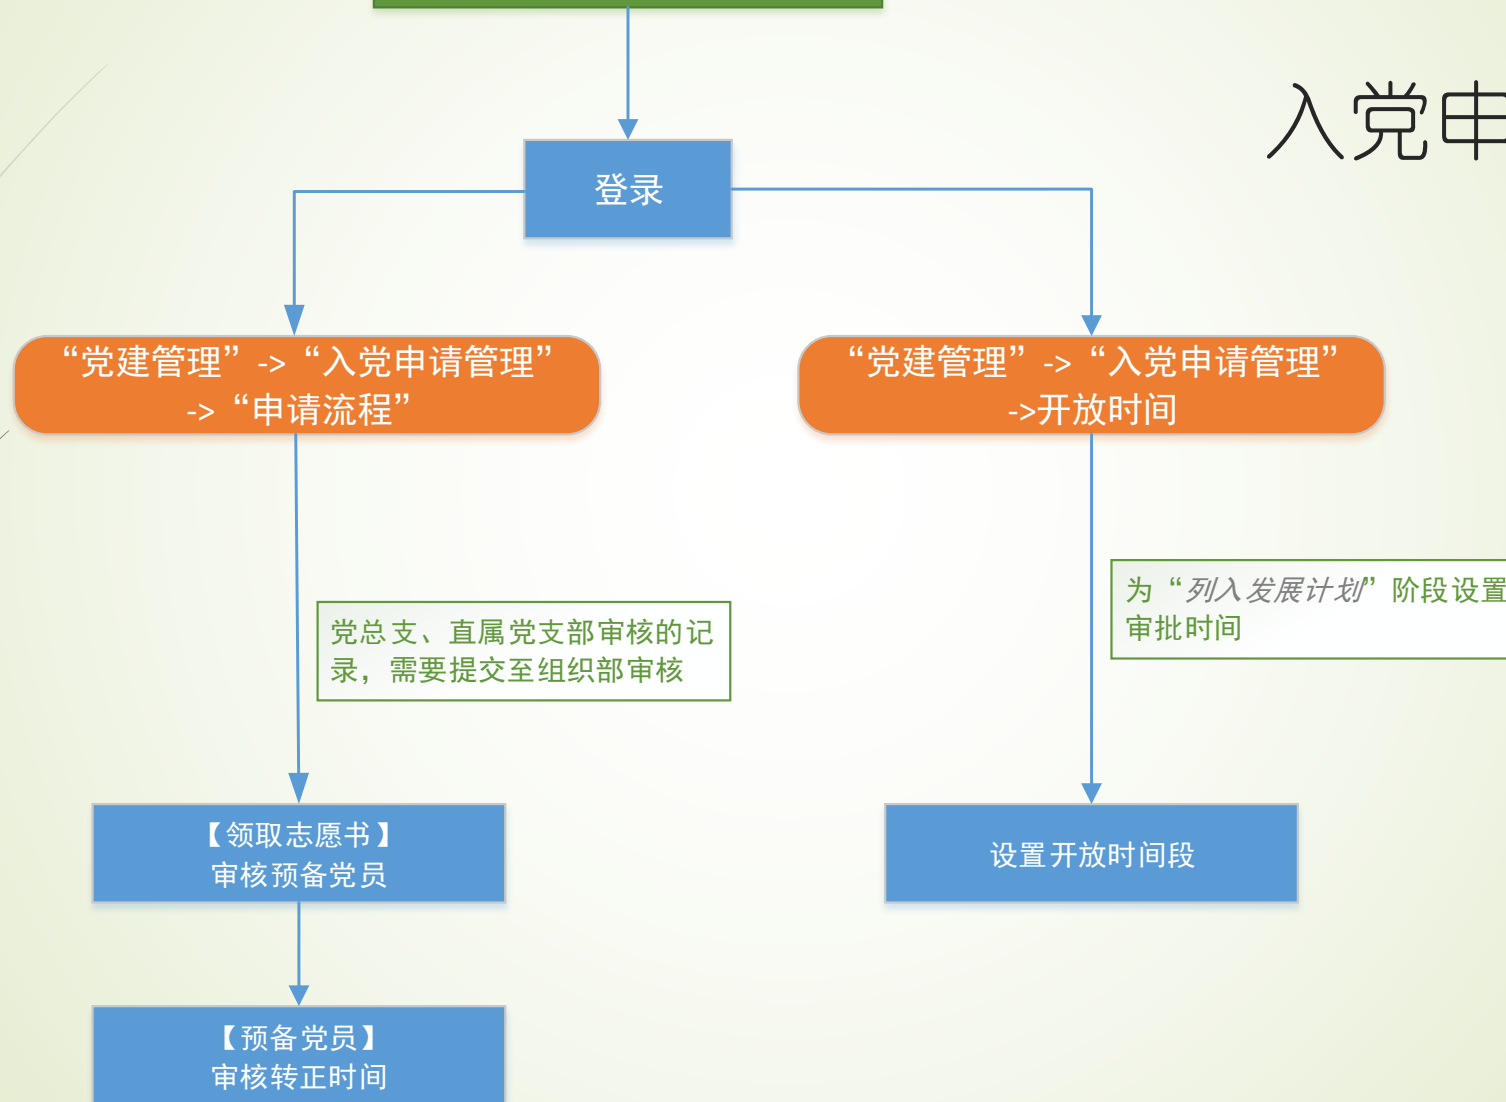 入党申
登录
“党建管理” -> “入党申请管理”
-> “申请流程”
“党建管理” -> “入党申请管理”
->开放时间
为“列入发展计划”阶段设置
审批时间
党总支、直属党支部审核的记
录，需要提交至组织部审核
【领取志愿书】
审核预备党员
设置开放时间段
【预备党员】
审核转正时间